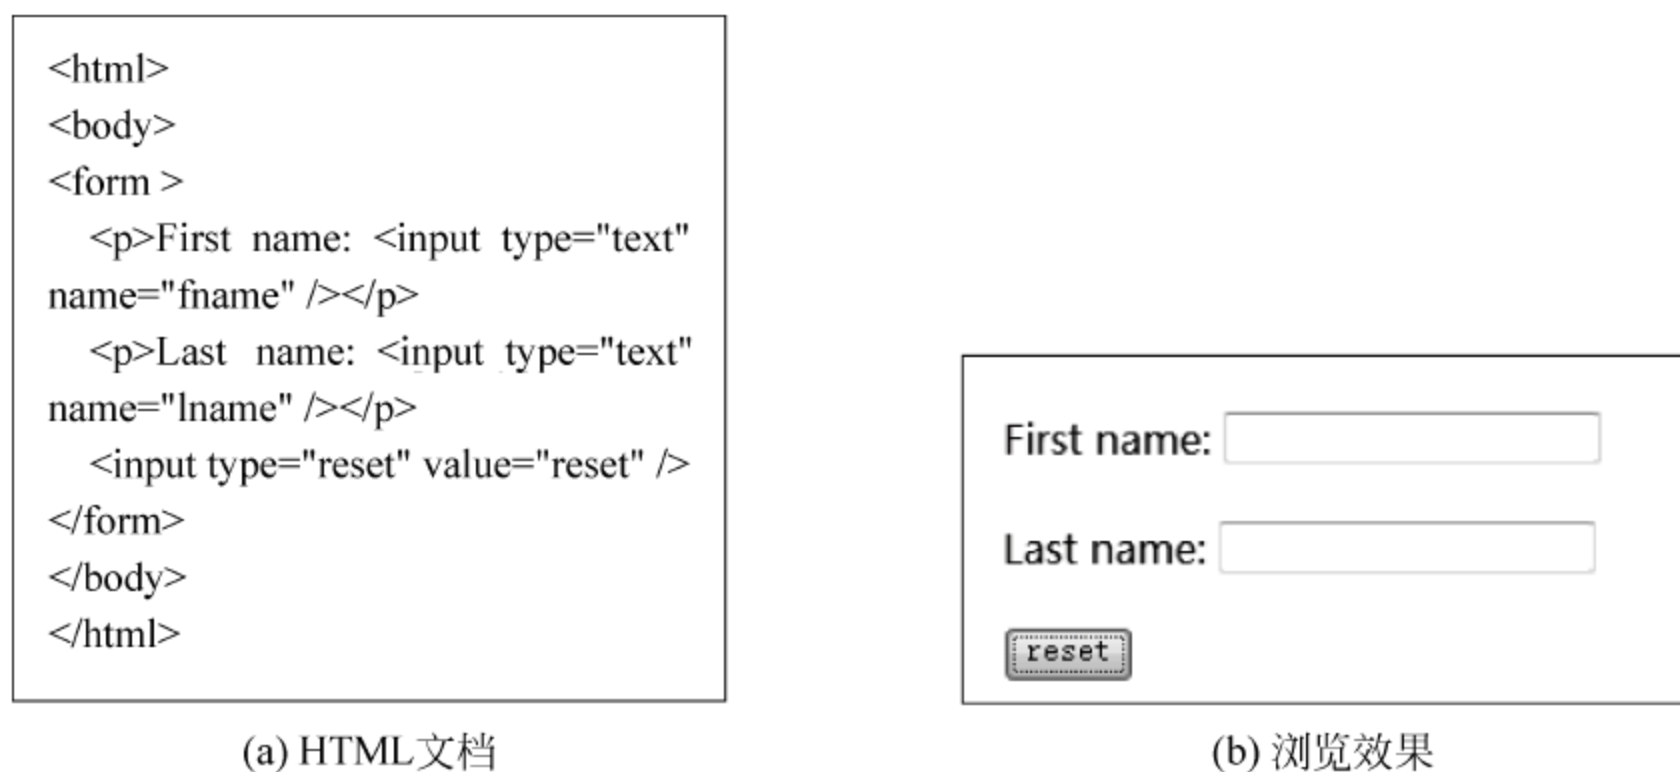 <html>
<body>
<form >
<p>First name: <input type="text"
name="fname" /></p>
<p>Last name: <input type="text"
name="lname" /></p>
<input type="reset" value="reset" />
</form>
</body>
</html>
(a) HTML文档
First name:
Last name:
reset
(b) 浏览效果